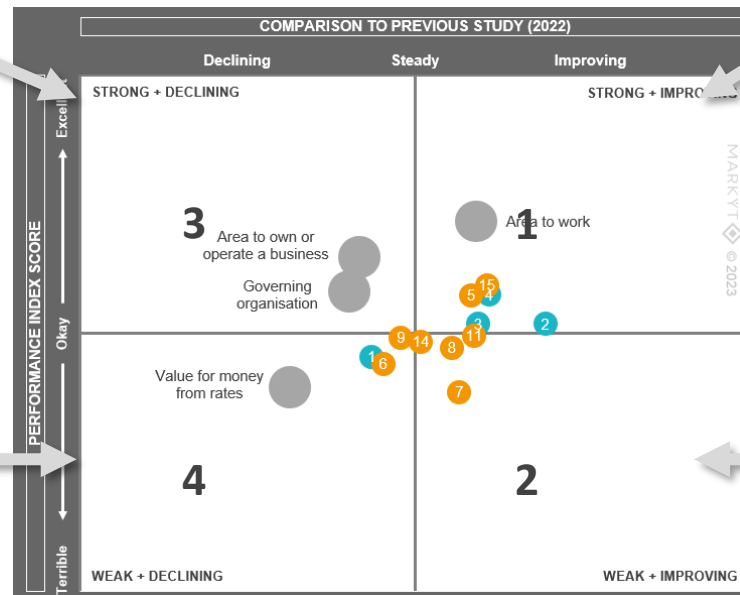 COMPARISON TO PREVIOUS STUDY (2022)
Declining
Steady
Improving
STRONG + DECLINING
STRONG + IMPROVING
Excell
PERFORMANCE INDEX SCORE
Okay
Terrible
3
1
Area to work
Area to own or
operate a business
Governing
organisation
15
5
4
3
2
9
14
11
8
1
6
7
Value for money
from rates
4
2
WEAK + DECLINING
WEAK + IMPROVING
MARKYT © 2023